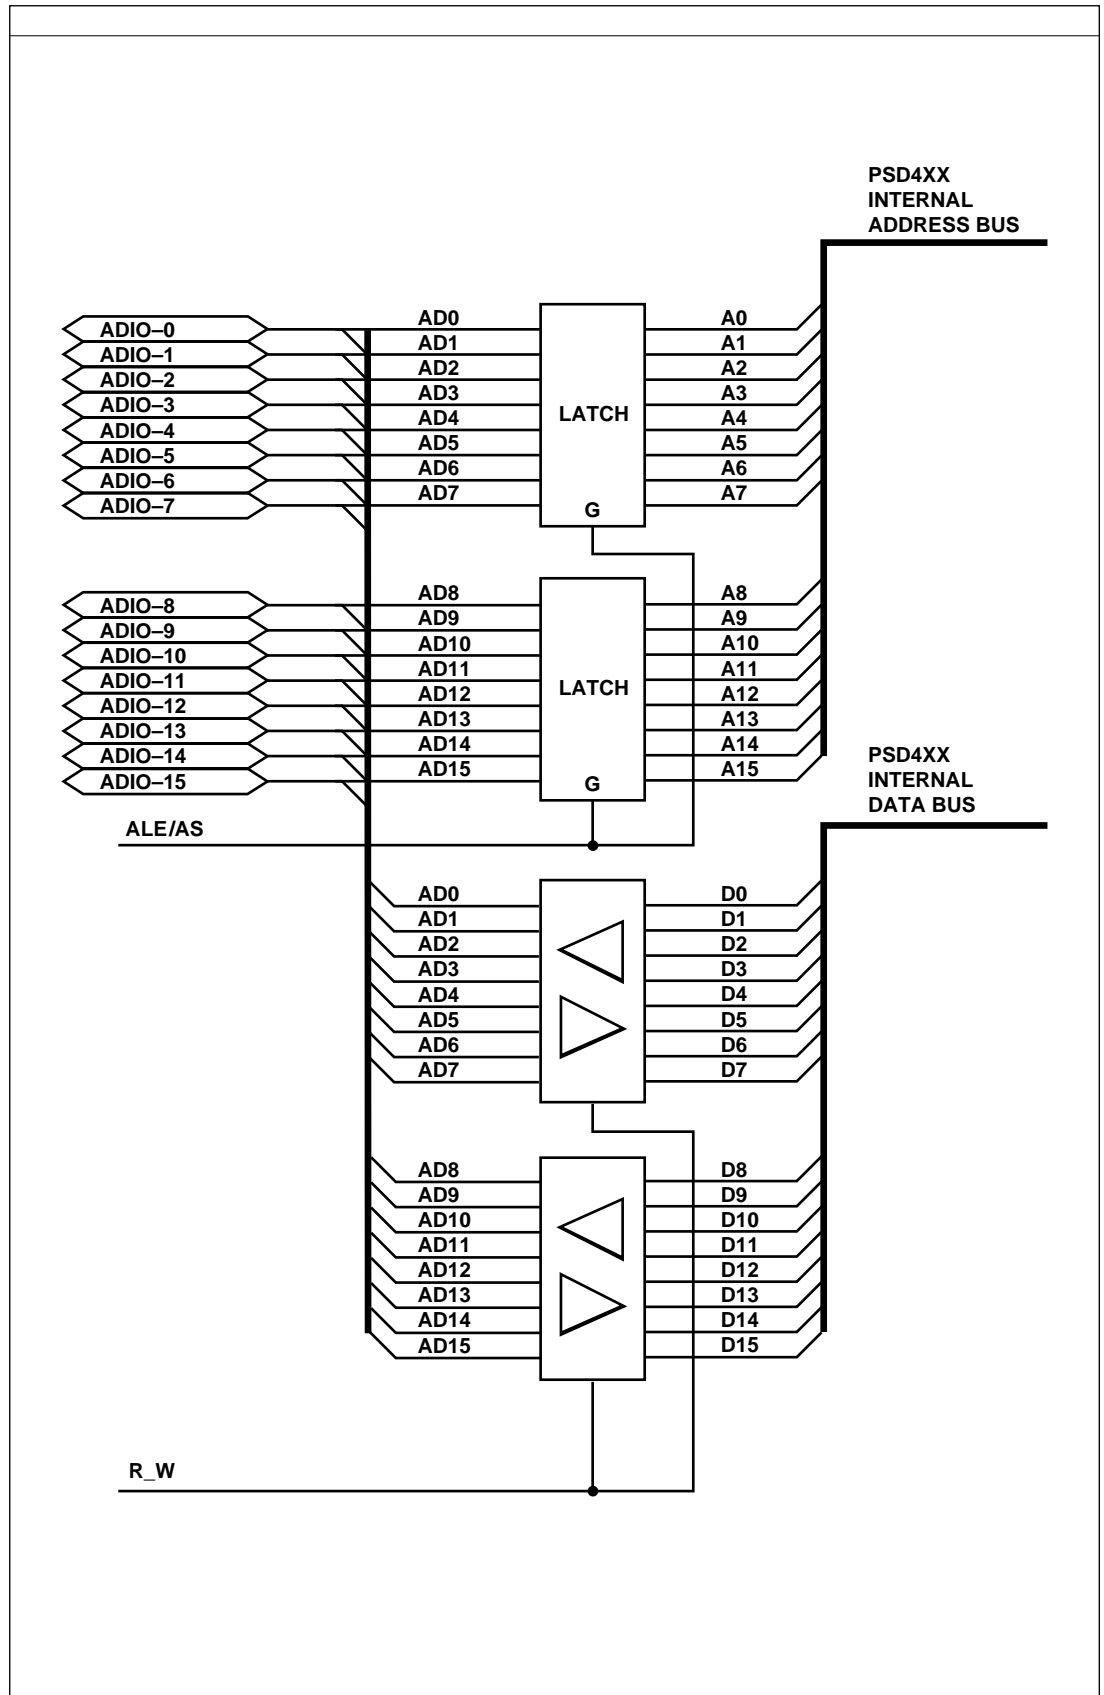 PSD4XX
INTERNAL
ADDRESS BUS
ADIO–0 AD0 A0
ADIO–1 AD1 A1
ADIO–2 AD2 A2
ADIO–3 AD3 A3
ADIO–4 AD4 LATCH A4
ADIO–5 AD5 A5
ADIO–6 AD6 A6
ADIO–7 AD7 A7
G
ADIO–8 AD8 A8
ADIO–9 AD9 A9
ADIO–10 AD10 A10
ADIO–11 AD11 A11
ADIO–12 AD12 LATCH A12
ADIO–13 AD13 A13
ADIO–14 AD14 A14
ADIO–15 AD15 A15
G
PSD4XX
INTERNAL
DATA BUS
ALE/AS
AD0 D0
AD1 D1
AD2 D2
AD3 D3
AD4 D4
AD5 D5
AD6 D6
AD7 D7
AD8 D8
AD9 D9
AD10 D10
AD11 D11
AD12 D12
AD13 D13
AD14 D14
AD15 D15
R_W